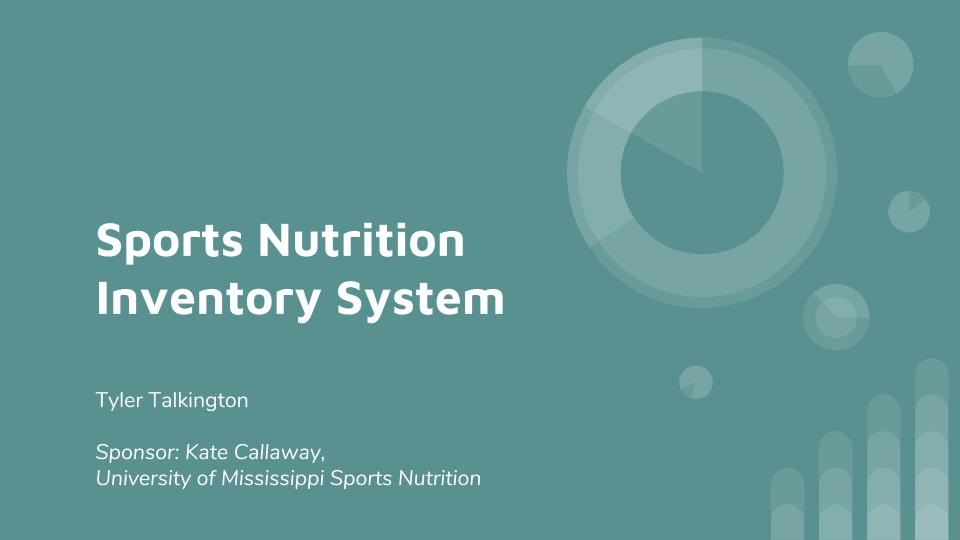 Sports Nutrition
Inventory System
Tyler Talkington
Sponsor: Kate Callaway,
University of Mississippi Sports Nutrition